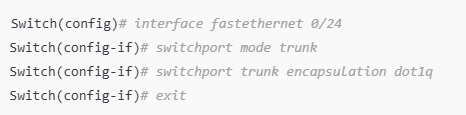 Switch(config)# interface fastethernet 0/24
Switch(config-if)# switchport mode trunk
Switch(config-if)# switchport trunk encapsulation dot1q
Switch(config-if)# exit